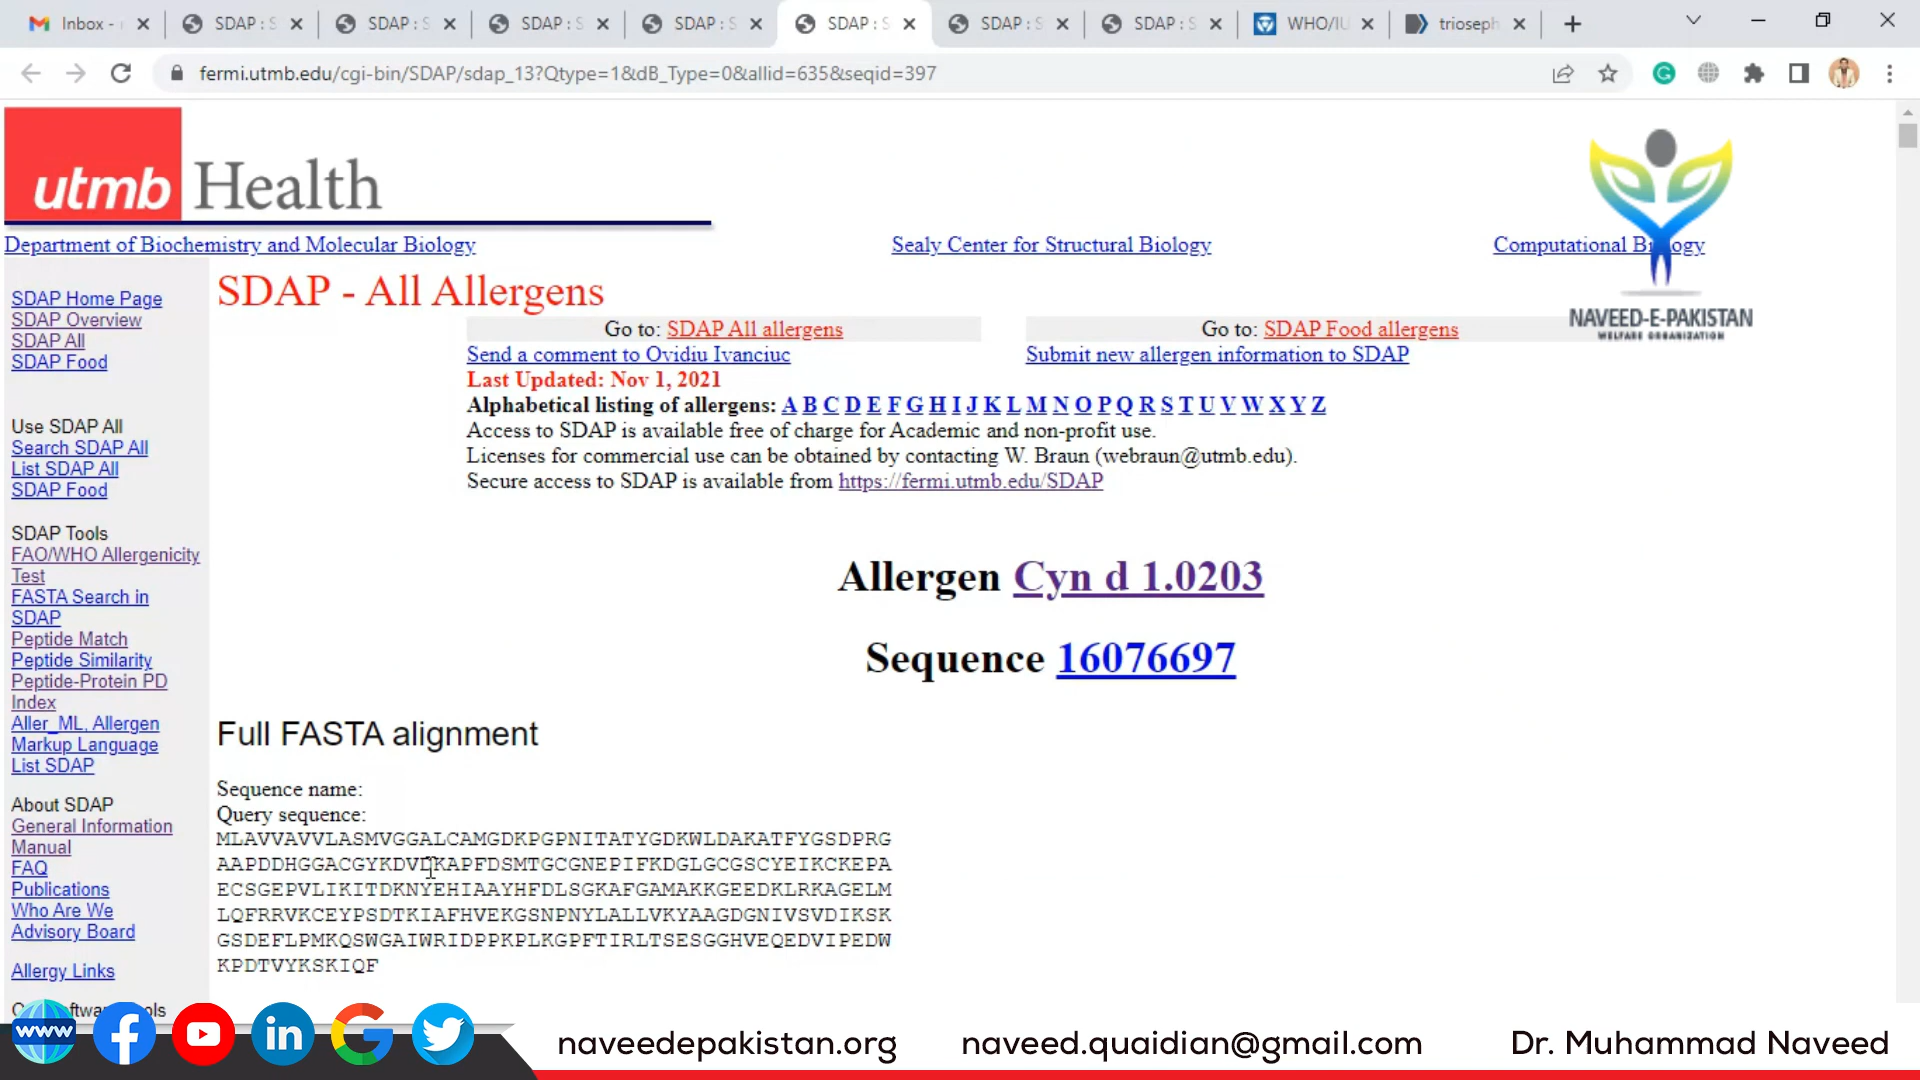 Inbox -
SDAP : S
SDAP : S
SDAP : S
SDAP : S
SDAP : S
SDAP : S
SDAP : S
WHO/IU
trioseph
fermi.utmb.edu/cgi-bin/SDAP/sdap_13?Qtype=1&dB_Type=0&allid=635&seqid=397
utmb Health
Department of Biochemistry and Molecular Biology
Sealy Center for Structural Biology
Computational Biology
NAVEED-E-PAKISTAN
WELFARE ORGANIZATION
SDAP Home Page
SDAP Overview
SDAP All
SDAP Food
Use SDAP All
Search SDAP All
List SDAP All
SDAP Food
SDAP Tools
FAO/WHO Allergenicity
Test
FASTA Search in
SDAP
Peptide Match
Peptide Similarity
Peptide-Protein PD
Index
Aller_ML, Allergen
Markup Language
List SDAP
About SDAP
General Information
Manual
FAQ
Publications
Who Are We
Advisory Board
Allergy Links
SDAP - All Allergens
Go to: SDAP All allergens
Go to: SDAP Food allergens
Send a comment to Ovidiu Ivanciuc
Submit new allergen information to SDAP
Last Updated: Nov 1, 2021
Alphabetical listing of allergens: A B C D E F G H I J K L M N O P Q R S T U V W X Y Z
Access to SDAP is available free of charge for Academic and non-profit use.
Licenses for commercial use can be obtained by contacting W. Braun (webraun@utmb.edu).
Secure access to SDAP is available from https://fermi.utmb.edu/SDAP
Allergen Cyn d 1.0203
Sequence 16076697
Full FASTA alignment
Sequence name:
Query sequence:
MLAVVAVVLASMVGGALCAMGDKPGPNITATYGDKWLDAKATFYGSDPRG
AAPDDHGGACGYKDVDKAPFDSMTGCGNEPIFKDGLGCGSCYEIKCKEPA
ECSGEPVLIKITDKNYEHIAAYHFDLSGKAFGAMAKKGEEDKLRKAGELM
LQFRRVKCEYPSDTKIAFHVEKGSNPNYLALLVKYAAGDGNIVSVDIKSK
GSDEFLPMKQSWGAIWRIDPPKPLKGPFTIRLTSESGGHVEQEDVIPEDW
KPDTVYKSKIQF
www
naveedepakistan.org
naveed.quaidian@gmail.com
Dr. Muhammad Naveed